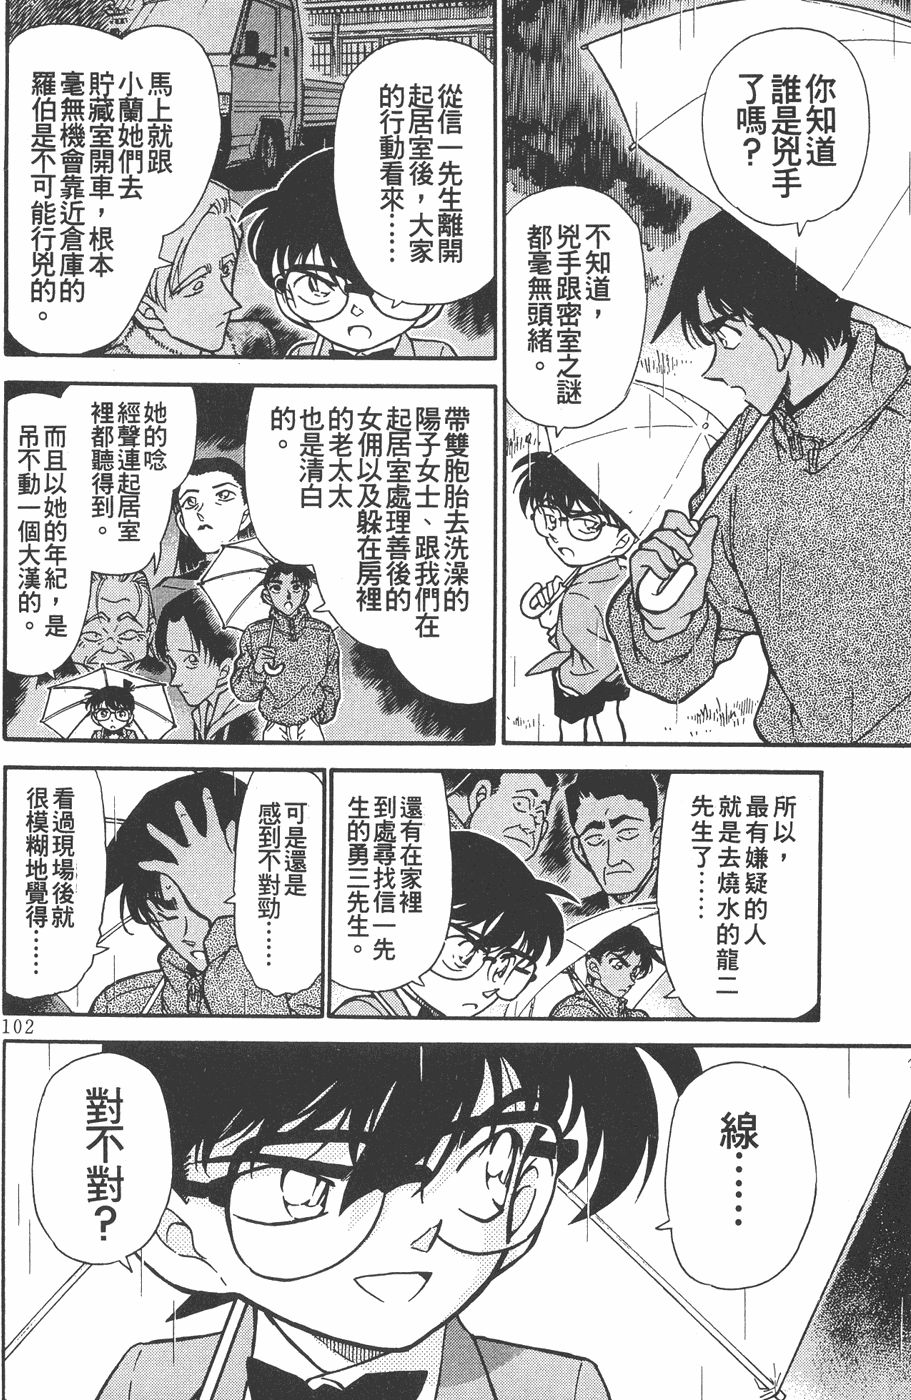 你知道
誰是兇手
了嗎？
不知道，
兇手跟密室之謎
都毫無頭緒。
從信一先生離開
起居室後，大家
的行動看來……
馬上就跟
小蘭她們去
貯藏室開車，根本
毫無機會靠近倉庫的
羅伯是不可能行兇的。
帶雙胞胎去洗澡的
陽子女士、跟我們在
起居室處理善後的
女佣以及躲在房裡
的老太太
也是清白
的。
她的唸
經聲連起居室
裡都聽得到。
而且以她的年紀，是
吊不動一個大漢的。
所以，
最有嫌疑的人
就是去燒水的龍二
先生了……
還有在家裡
到處尋找信一先
生的勇三先生。
可是還是
感到不對勁……
看過現場後就
很模糊地覺得……
102
線……
對不對？